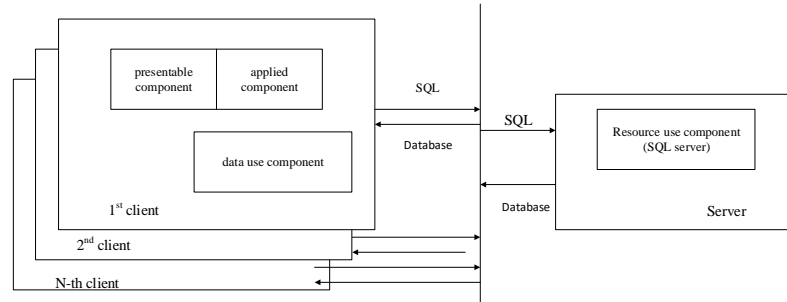 presentable
component
applied
component
data use component
1st client
2nd client
N-th client
SQL
Database
SQL
Database
Resource use component
(SQL server)
Server